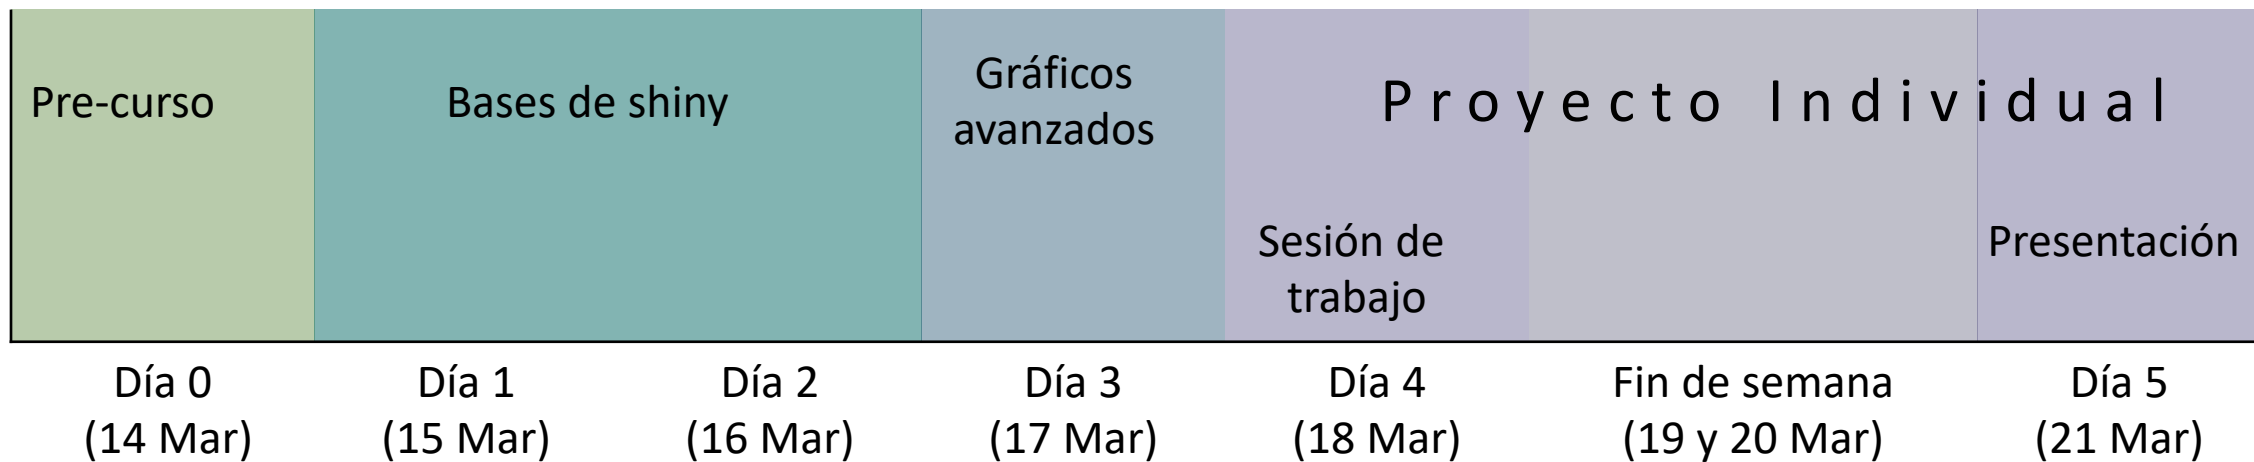 Pre-curso
Bases de shiny
Gráficos
avanzados
Proyecto Individual
Sesión de
trabajo
Presentación
Día 0
(14 Mar)
Día 1
(15 Mar)
Día 2
(16 Mar)
Día 3
(17 Mar)
Día 4
(18 Mar)
Fin de semana
(19 y 20 Mar)
Día 5
(21 Mar)